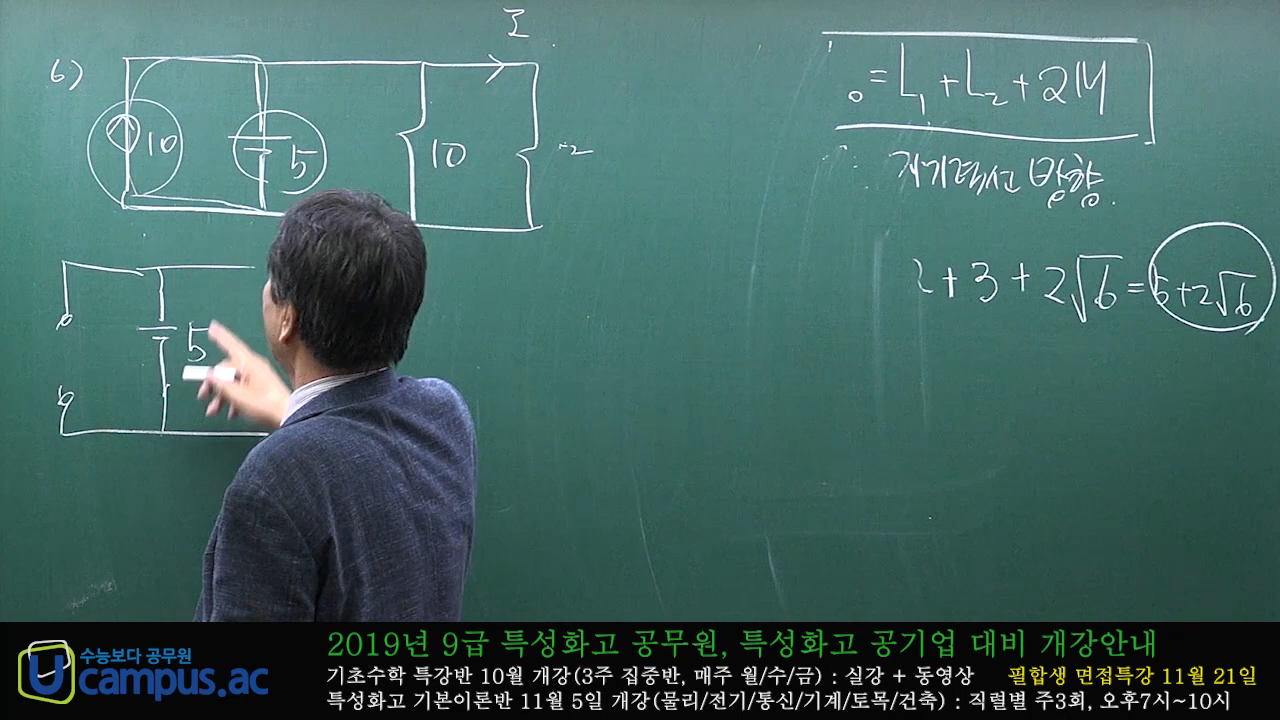 I
6)
10
5
10
2
5
L₀ = L₁ + L₂ + 2M
자기력선 방향.
2 + 3 + 2√6 = 5 + 2√6
2019년 9급 특성화고 공무원, 특성화고 공기업 대비 개강안내
수능보다 공무원
Ucampus.ac
기초수학 특강반 10월 개강(3주 집중반, 매주 월/수/금) : 실강 + 동영상 필합생 면접특강 11월 21일
특성화고 기본이론반 11월 5일 개강(물리/전기/통신/기계/토목/건축) : 직렬별 주3회, 오후7시~10시